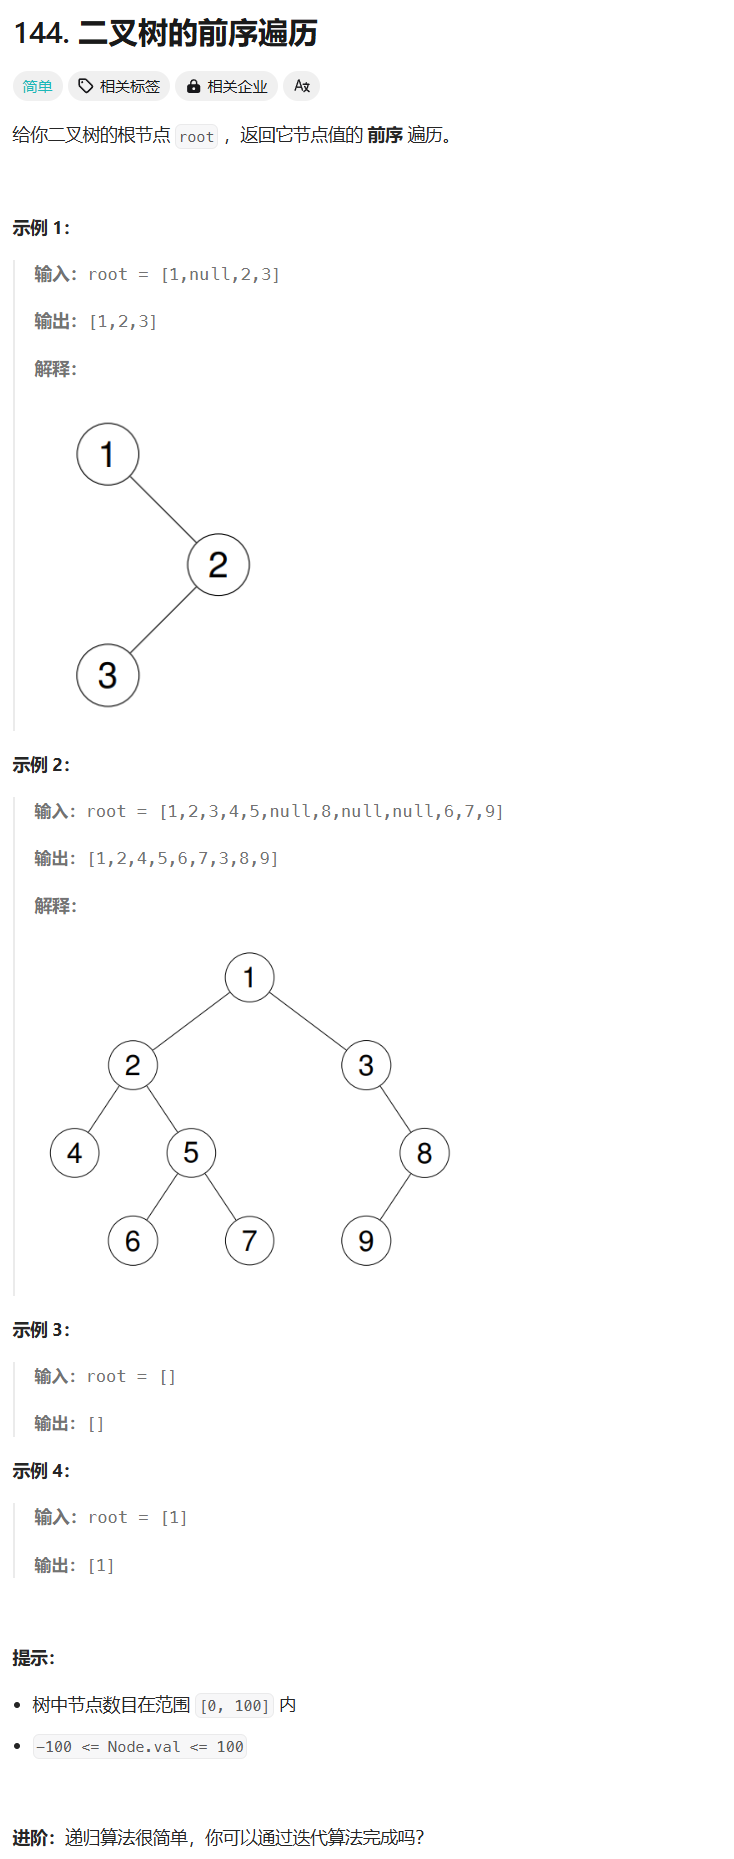 144. 二叉树的前序遍历
简单 相关标签 相关企业
给你二叉树的根节点 root ，返回它节点值的 前序 遍历。
示例 1：
输入：root = [1,null,2,3]
输出：[1,2,3]
解释：
1
2
3
示例 2：
输入：root = [1,2,3,4,5,null,8,null,null,6,7,9]
输出：[1,2,4,5,6,7,3,8,9]
解释：
1
2 3
4 5 8
6 7 9
示例 3：
输入：root = []
输出：[]
示例 4：
输入：root = [1]
输出：[1]
提示：
• 树中节点数目在范围 [0, 100] 内
• -100 <= Node.val <= 100
进阶：递归算法很简单，你可以通过迭代算法完成吗？